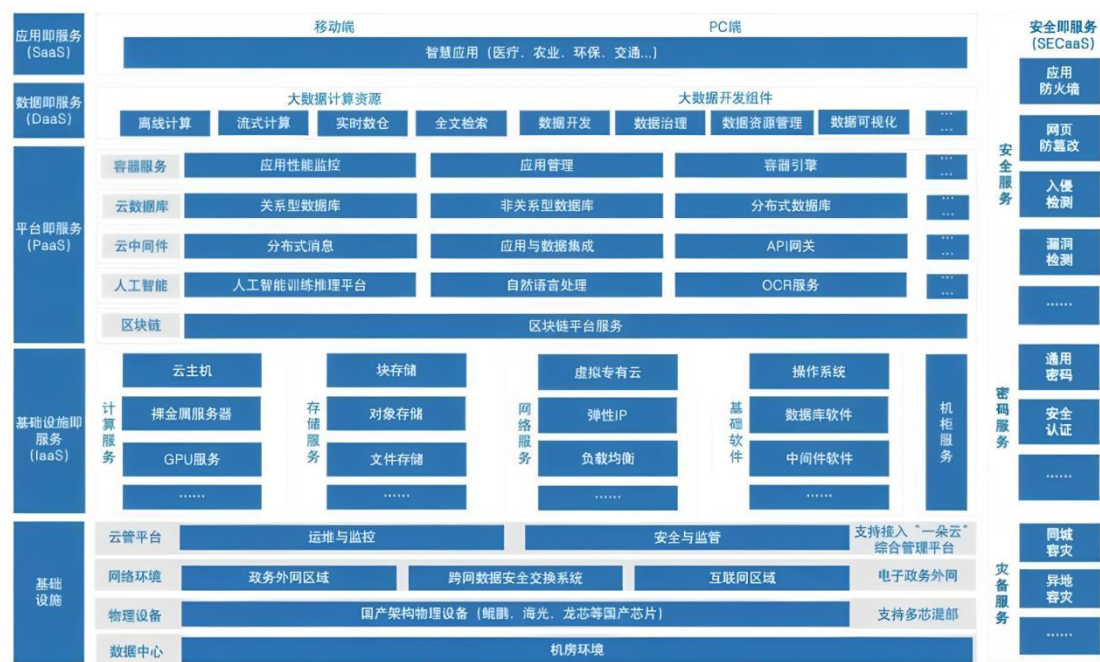 应用即服务
(SaaS)
移动端
PC端
智慧应用（医疗．农业．环保．交通...）
数据即服务
(DaaS)
大数据计算资源
大数据开发组件
离线计算
流式计算
实时数仓
全文检索
数据开发
数据治理
数据资源管理
数据可视化
...
...
平台即服务
(PaaS)
容器服务
应用性能监控
应用管理
容器引擎
...
...
云数据库
关系型数据库
非关系型数据库
分布式数据库
...
...
云中间件
分布式消息
应用与数据集成
API网关
...
...
人工智能
人工智能训练推理平台
自然语言处理
OCR服务
...
...
区块链
区块链平台服务
基础设施即
服务
(IaaS)
计算服务
云主机
裸金属服务器
GPU服务
……
存储服务
块存储
对象存储
文件存储
……
网络服务
虚拟专有云
弹性IP
负载均衡
……
基础软件
操作系统
数据库软件
中间件软件
……
机柜服务
基础
设施
云管平台
运维与监控
安全与监管
支持接入“一朵云”
综合管理平台
网络环境
政务外网区域
跨网数据安全交换系统
互联网区域
电子政务外网
物理设备
国产架构物理设备（鲲鹏．海光．龙芯等国产芯片）
支持多芯混部
数据中心
机房环境
安全即服务
(SECaaS)
安全服务
应用
防火墙
网页
防篡改
入侵
检测
漏洞
检测
……
密码服务
通用
密码
安全
认证
……
灾备服务
同城
容灾
异地
容灾
……